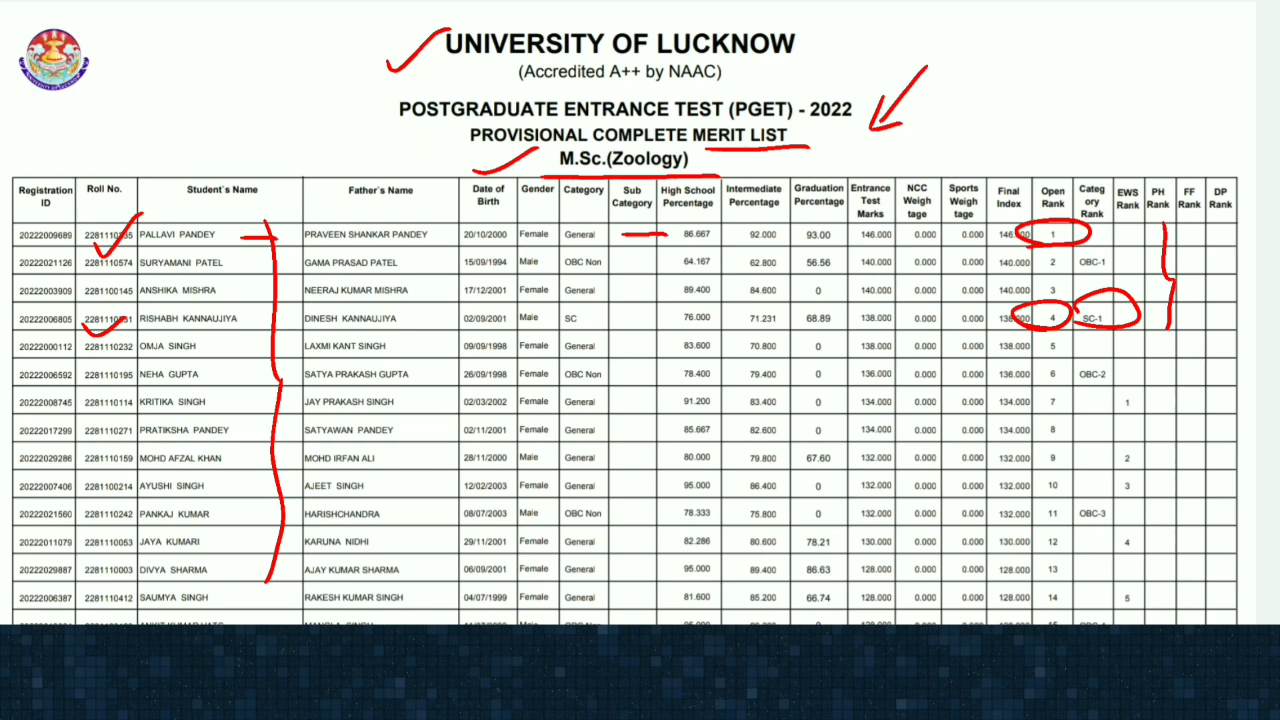 UNIVERSITY OF LUCKNOW
(Accredited A++ by NAAC)
POSTGRADUATE ENTRANCE TEST (PGET) - 2022
PROVISIONAL COMPLETE MERIT LIST
M.Sc.(Zoology)
Registration ID Roll No. Student`s Name Father`s Name Date of Birth Gender Category Sub Category High School Percentage Intermediate Percentage Graduation Percentage Entrance Test Marks NCC Weigh tage Sports Weigh tage Final Index Open Rank Categ ory Rank EWS Rank PH Rank FF Rank DP Rank
20222009689 PALLAVI PANDEY PRAVEEN SHANKAR PANDEY 20/10/2000 Female General 86.667 92.000 93.00 146.000 0.000 0.000 1
20222021126 2281110574 SURYAMANI PATEL GAMA PRASAD PATEL 15/09/1994 Male OBC Non 64.167 62.800 56.56 140.000 0.000 0.000 140.000 2 OBC-1
20222003909 2281100145 ANSHIKA MISHRA NEERAJ KUMAR MISHRA 17/12/2001 Female General 89.400 84.600 0 140.000 0.000 0.000 140.000 3
20222006805 RISHABH KANNAUJIYA DINESH KANNAUJIYA 02/09/2001 Male SC 76.000 71.231 68.89 138.000 0.000 0.000 4 SC-1
20222000112 2281110232 OMJA SINGH LAXMI KANT SINGH 09/09/1998 Female General 83.600 70.800 0 138.000 0.000 0.000 138.000 5
20222006592 2281110195 NEHA GUPTA SATYA PRAKASH GUPTA 26/09/1998 Female OBC Non 78.400 79.400 0 136.000 0.000 0.000 136.000 6 OBC-2
20222008745 2281110114 KRITIKA SINGH JAY PRAKASH SINGH 02/03/2002 Female General 91.200 83.400 0 134.000 0.000 0.000 134.000 7 1
20222017299 2281110271 PRATIKSHA PANDEY SATYAWAN PANDEY 02/11/2001 Female General 85.667 82.600 0 134.000 0.000 0.000 134.000 8
20222029286 2281110159 MOHD AFZAL KHAN MOHD IRFAN ALI 28/11/2000 Male General 80.000 79.800 67.60 132.000 0.000 0.000 132.000 9 2
20222007406 2281100214 AYUSHI SINGH AJEET SINGH 12/02/2003 Female General 95.000 86.400 0 132.000 0.000 0.000 132.000 10 3
20222021560 2281110242 PANKAJ KUMAR HARISHCHANDRA 08/07/2003 Male OBC Non 78.333 75.800 0 132.000 0.000 0.000 132.000 11 OBC-3
20222011079 2281110053 JAYA KUMARI KARUNA NIDHI 29/11/2001 Female General 82.286 80.600 78.21 130.000 0.000 0.000 130.000 12 4
20222029887 2281110003 DIVYA SHARMA AJAY KUMAR SHARMA 06/09/2001 Female General 95.000 89.400 86.63 128.000 0.000 0.000 128.000 13
20222006387 2281110412 SAUMYA SINGH RAKESH KUMAR SINGH 04/07/1999 Female General 81.600 85.200 66.74 128.000 0.000 0.000 128.000 14 5